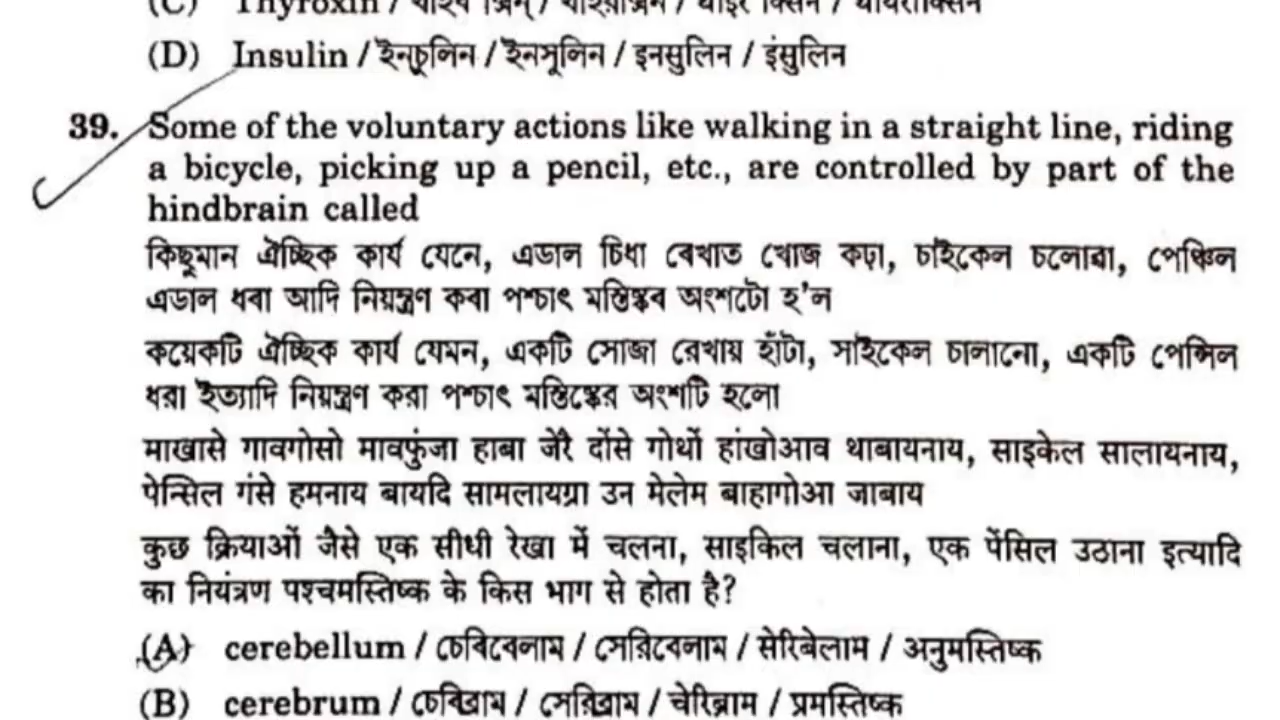 (C) Thyroxin /
(D) Insulin / ইনচুলিন / ইনসুলিন / इनसुलिन / इंसुलिन
39. Some of the voluntary actions like walking in a straight line, riding
a bicycle, picking up a pencil, etc., are controlled by part of the
hindbrain called
কিছুমান ঐচ্ছিক কাৰ্য যেনে, এডাল চিধা ৰেখাত খোজ কঢ়া, চাইকেল চলোৱা, পেঞ্চিল
এডাল ধৰা আদি নিয়ন্ত্ৰণ কৰা পশ্চাৎ মস্তিষ্কৰ অংশটো হ'ল
কয়েকটি ঐচ্ছিক কার্য যেমন, একটি সোজা রেখায় হাঁটা, সাইকেল চালানো, একটি পেন্সিল
ধরা ইত্যাদি নিয়ন্ত্রণ করা পশ্চাৎ মস্তিষ্কের অংশটি হলো
माखासे गावगोसो मावफुंजा हाबा जेरै दोंसे गोथों हांखोआव थाबायनाय, साइकेल सालायनाय,
पेन्सिल गंसे हमनाय बायदि सामलायग्रा उन मेलेम बाहागोआ जाबाय
कुछ क्रियाओं जैसे एक सीधी रेखा में चलना, साइकिल चलाना, एक पेंसिल उठाना इत्यादि
का नियंत्रण पश्चमस्तिष्क के किस भाग से होता है?
(A) cerebellum / চেৰিবেলাম / সেরিবেলাম / सेरिबेलाम / अनुमस्तिष्क
(B) cerebrum / চেৰিব্ৰাম / সেরিব্রাম / चेरिब्राम / प्रमस्तिष्क